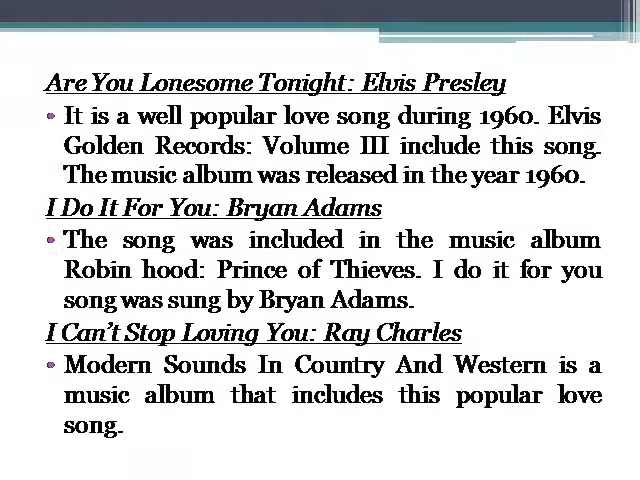 Are You Lonesome Tonight: Elvis Presley
• It is a well popular love song during 1960. Elvis
Golden Records: Volume III include this song.
The music album was released in the year 1960.
I Do It For You: Bryan Adams
• The song was included in the music album
Robin hood: Prince of Thieves. I do it for you
song was sung by Bryan Adams.
I Can't Stop Loving You: Ray Charles
• Modern Sounds In Country And Western is a
music album that includes this popular love
song.